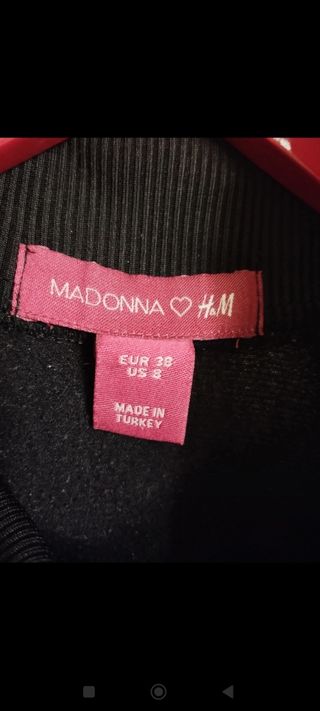 MADONNA ♡ H&M
EUR 38
US 8
MADE IN
TURKEY